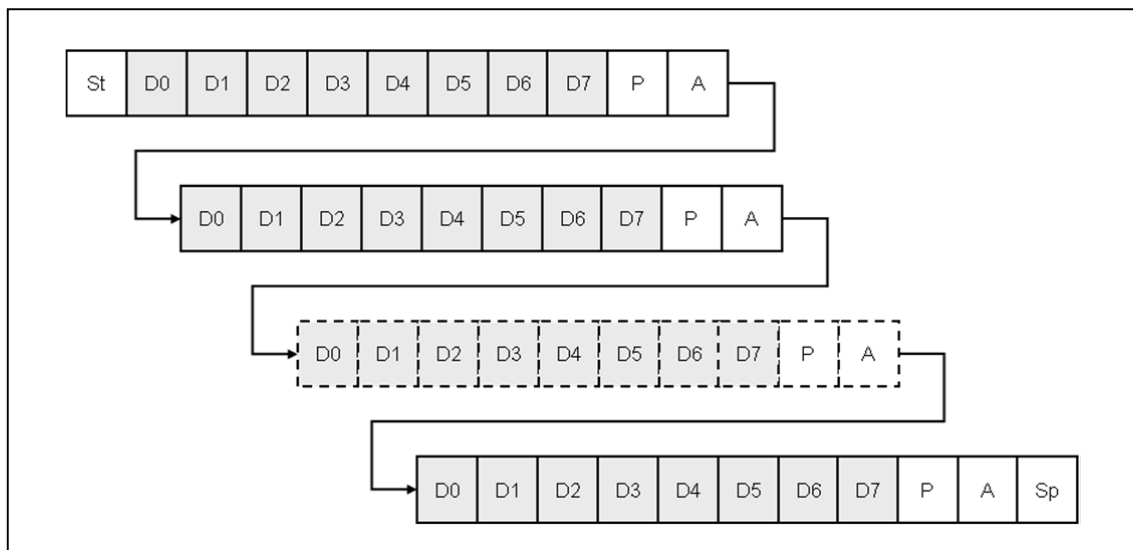 St D0 D1 D2 D3 D4 D5 D6 D7 P A
D0 D1 D2 D3 D4 D5 D6 D7 P A
D0 D1 D2 D3 D4 D5 D6 D7 P A
D0 D1 D2 D3 D4 D5 D6 D7 P A Sp